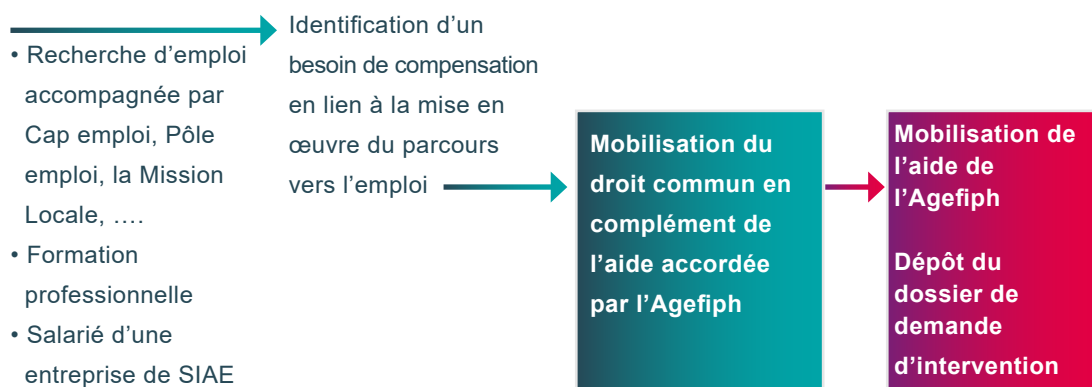 • Recherche d’emploi
accompagnée par
Cap emploi, Pôle
emploi, la Mission
Locale, ….
• Formation
professionnelle
• Salarié d’une
entreprise de SIAE
Identification d’un
besoin de compensation
en lien à la mise en
œuvre du parcours
vers l’emploi
Mobilisation du
droit commun en
complément de
l’aide accordée
par l’Agefiph
Mobilisation de
l’aide de
l’Agefiph
Dépôt du
dossier de
demande
d’intervention